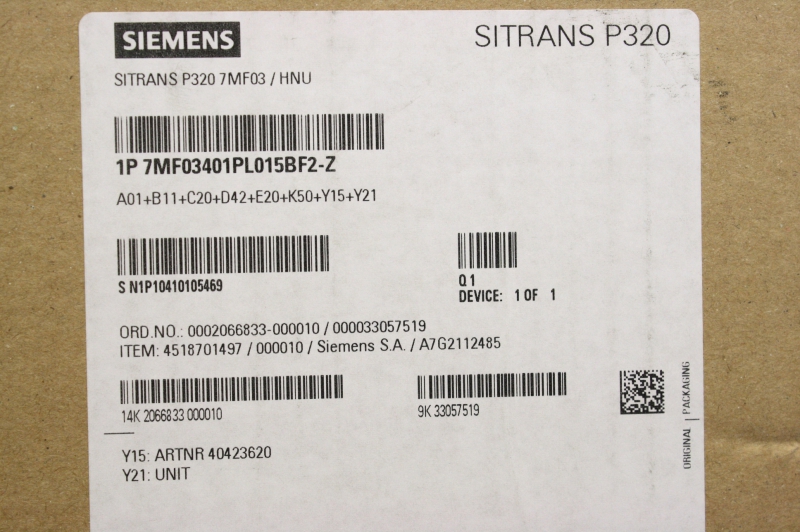 SIEMENS
SITRANS P320
SITRANS P320 7MF03 / HNU
1P 7MF03401PL015BF2-Z
A01+B11+C20+D42+E20+K50+Y15+Y21
S N1P10410105469
Q 1
DEVICE: 1 OF 1
ORD.NO.: 0002066833-000010 / 000033057519
ITEM: 4518701497 / 000010 / Siemens S.A. / A7G2112485
14K 2066833 000010
9K 33057519
ORIGINAL | PACKAGING
Y15: ARTNR 40423620
Y21: UNIT